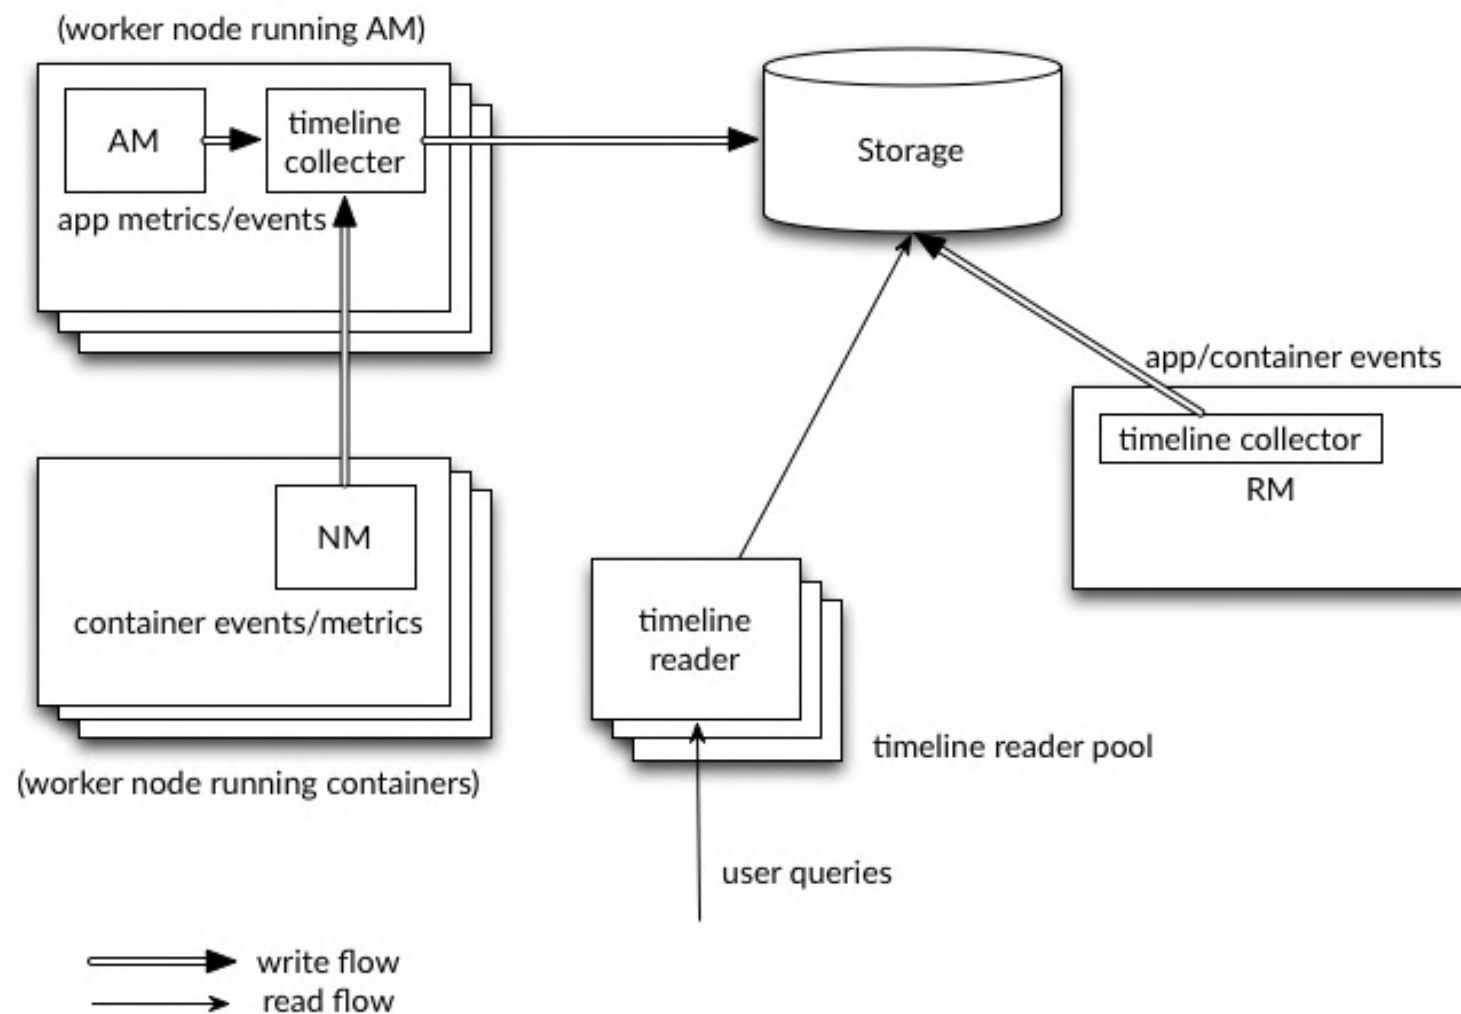 (worker node running AM)
AM
timeline
collecter
app metrics/events
Storage
app/container events
timeline collector
RM
NM
container events/metrics
(worker node running containers)
timeline
reader
timeline reader pool
user queries
write flow
read flow